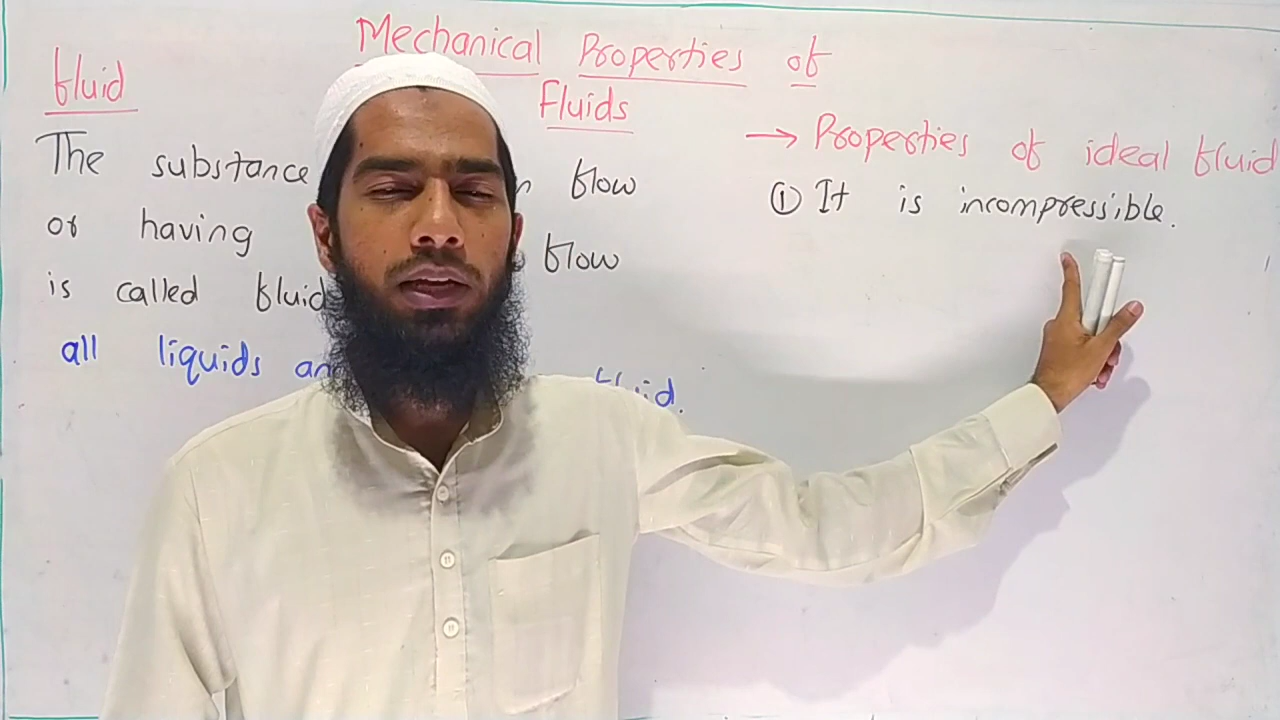 Mechanical Properties of
Fluids
fluid
The substance flow
or having flow
is called fluid
all liquids fluid.
→ Properties of ideal fluid
① It is incompressible.